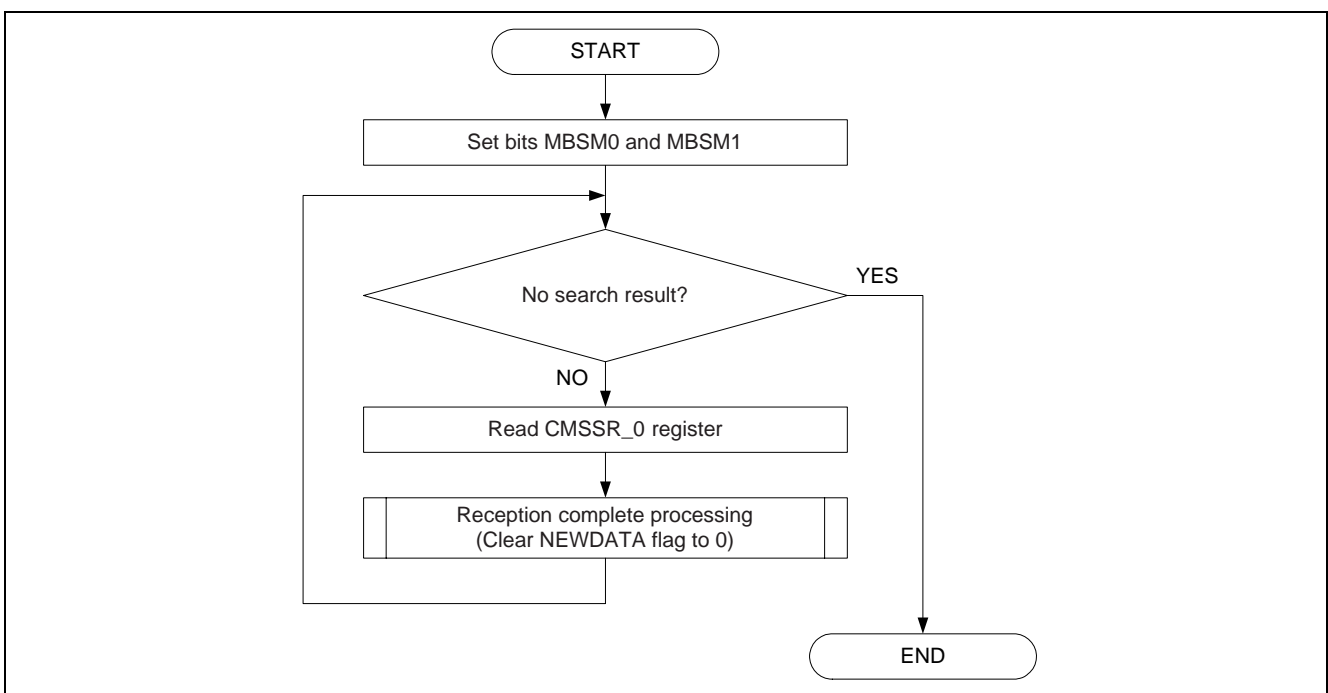 START
Set bits MBSM0 and MBSM1
No search result?
YES
NO
Read CMSSR_0 register
Reception complete processing
(Clear NEWDATA flag to 0)
END